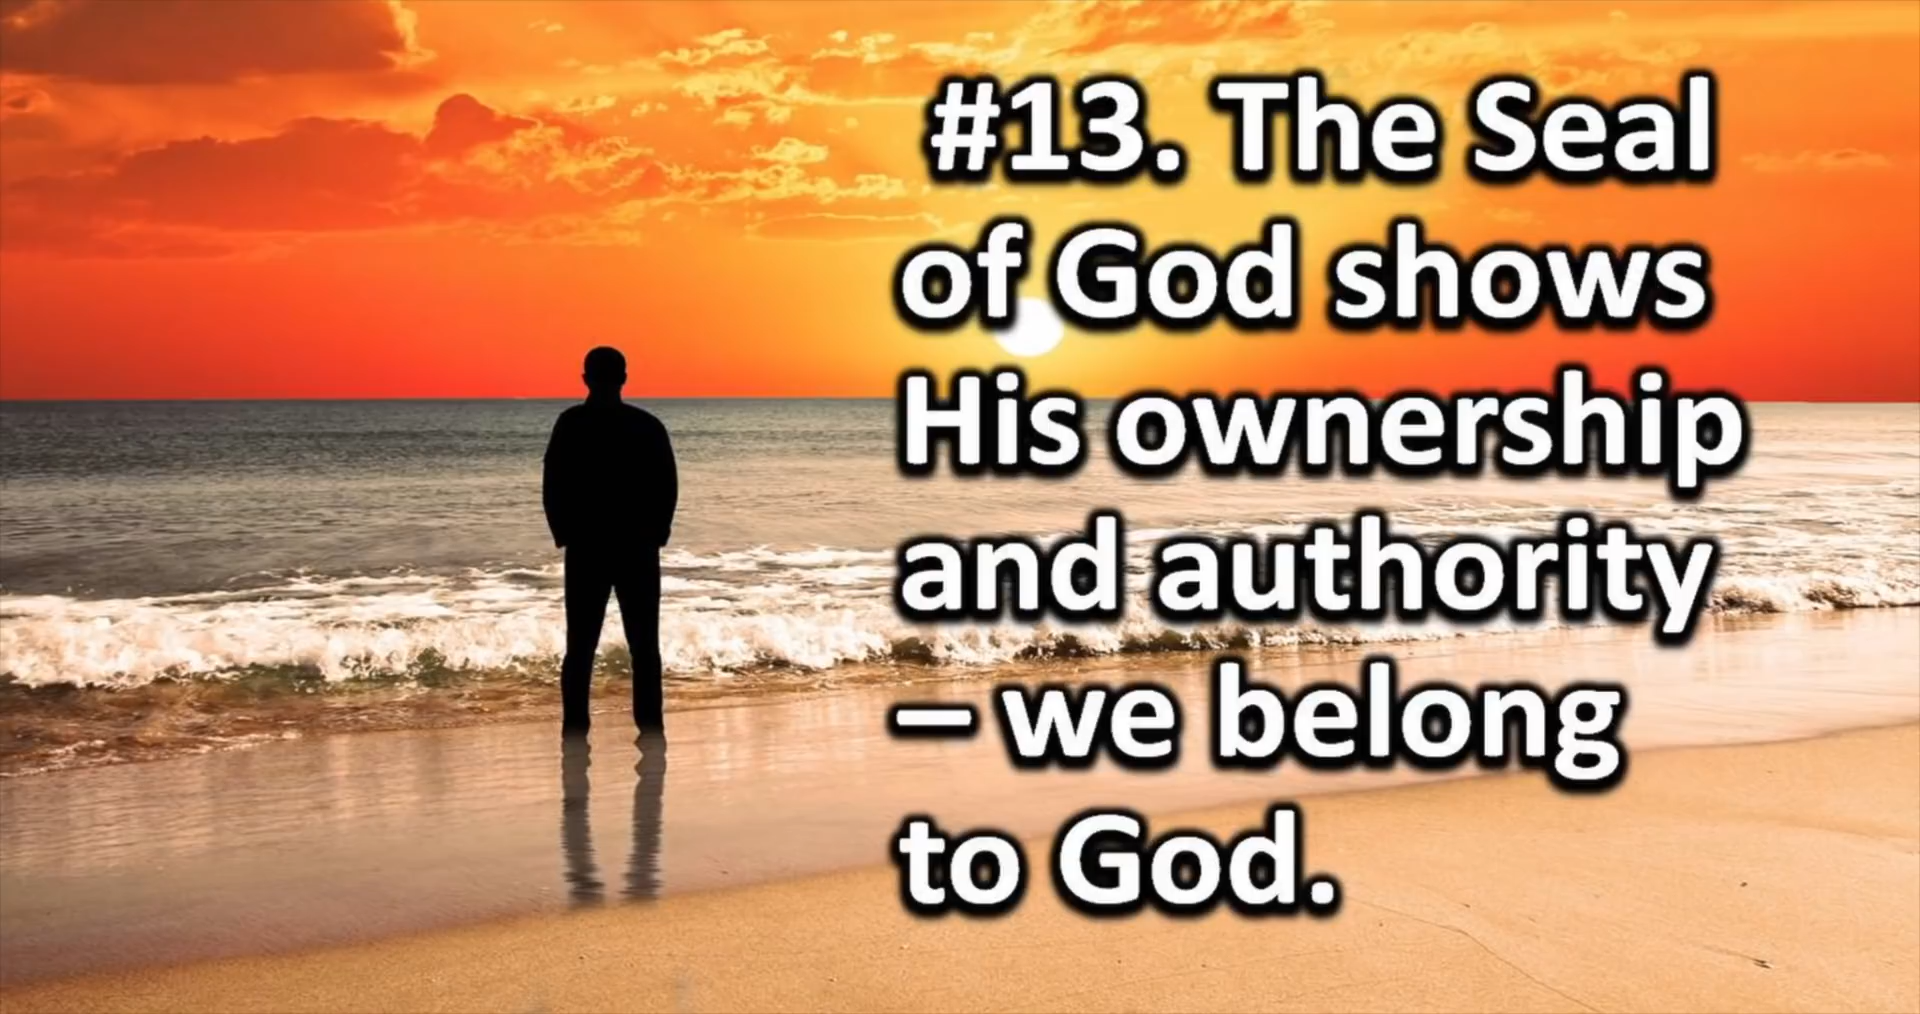 #13. The Seal
of God shows
His ownership
and authority
– we belong
to God.